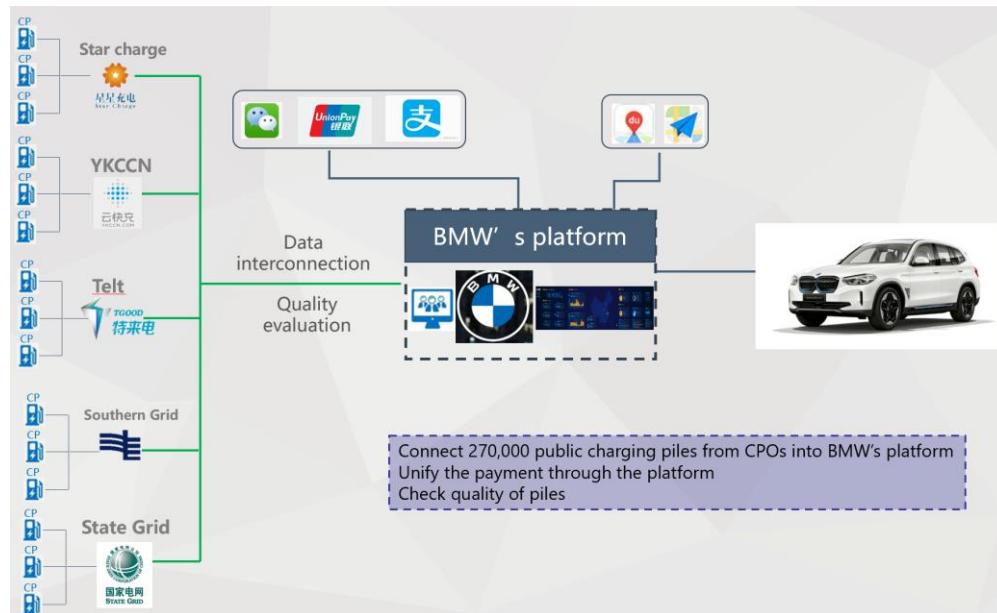 CP
CP
CP
Star charge
星星充电
Star Charge
CP
CP
CP
YKCCN
云快充
YKCCN.COM
CP
CP
CP
Telt
TGOOD
特来电
CP
CP
CP
Southern Grid
CP
CP
CP
State Grid
国家电网
STATE GRID
UnionPay
银联
支
du
Data
interconnection
Quality
evaluation
BMW’s platform
BMW
Connect 270,000 public charging piles from CPOs into BMW's platform
Unify the payment through the platform
Check quality of piles